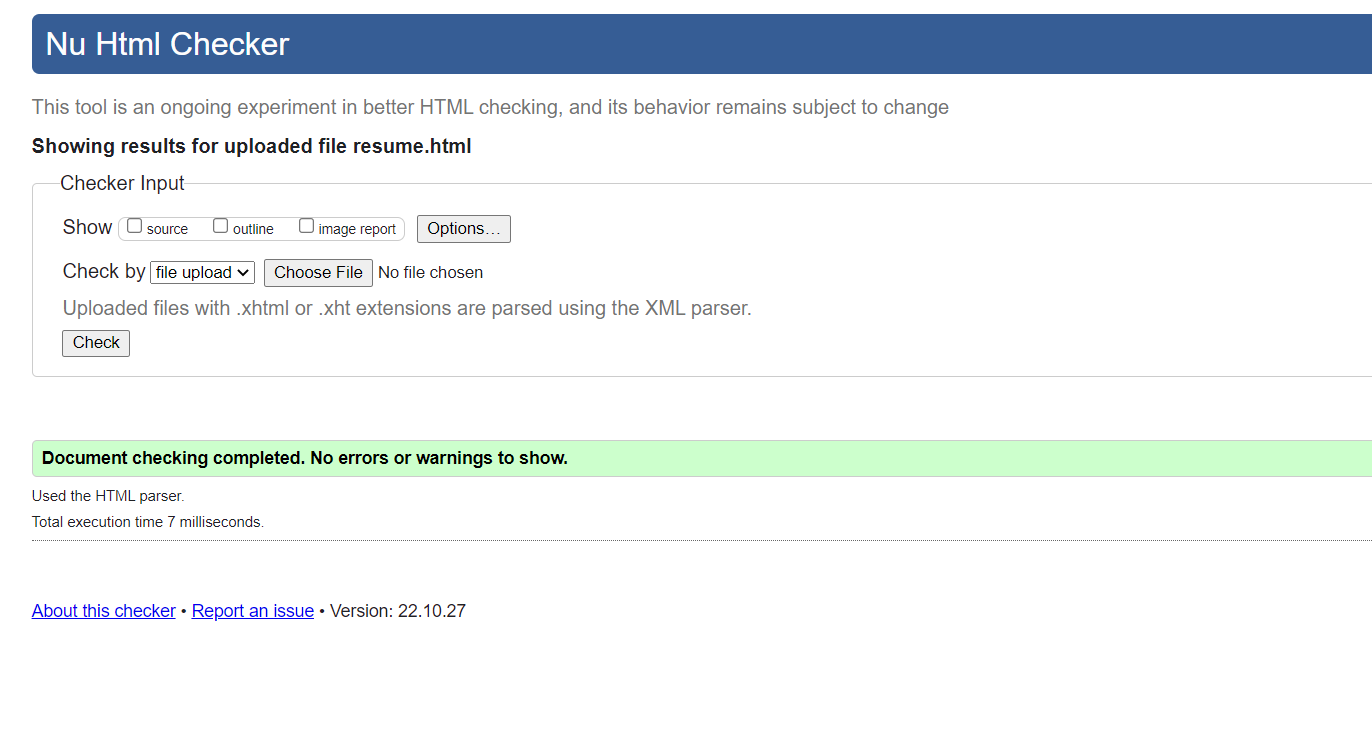 Nu Html Checker
This tool is an ongoing experiment in better HTML checking, and its behavior remains subject to change
Showing results for uploaded file resume.html
Checker Input
Show source outline image report Options…
Check by file upload Choose File No file chosen
Uploaded files with .xhtml or .xht extensions are parsed using the XML parser.
Check
Document checking completed. No errors or warnings to show.
Used the HTML parser.
Total execution time 7 milliseconds.
About this checker • Report an issue • Version: 22.10.27